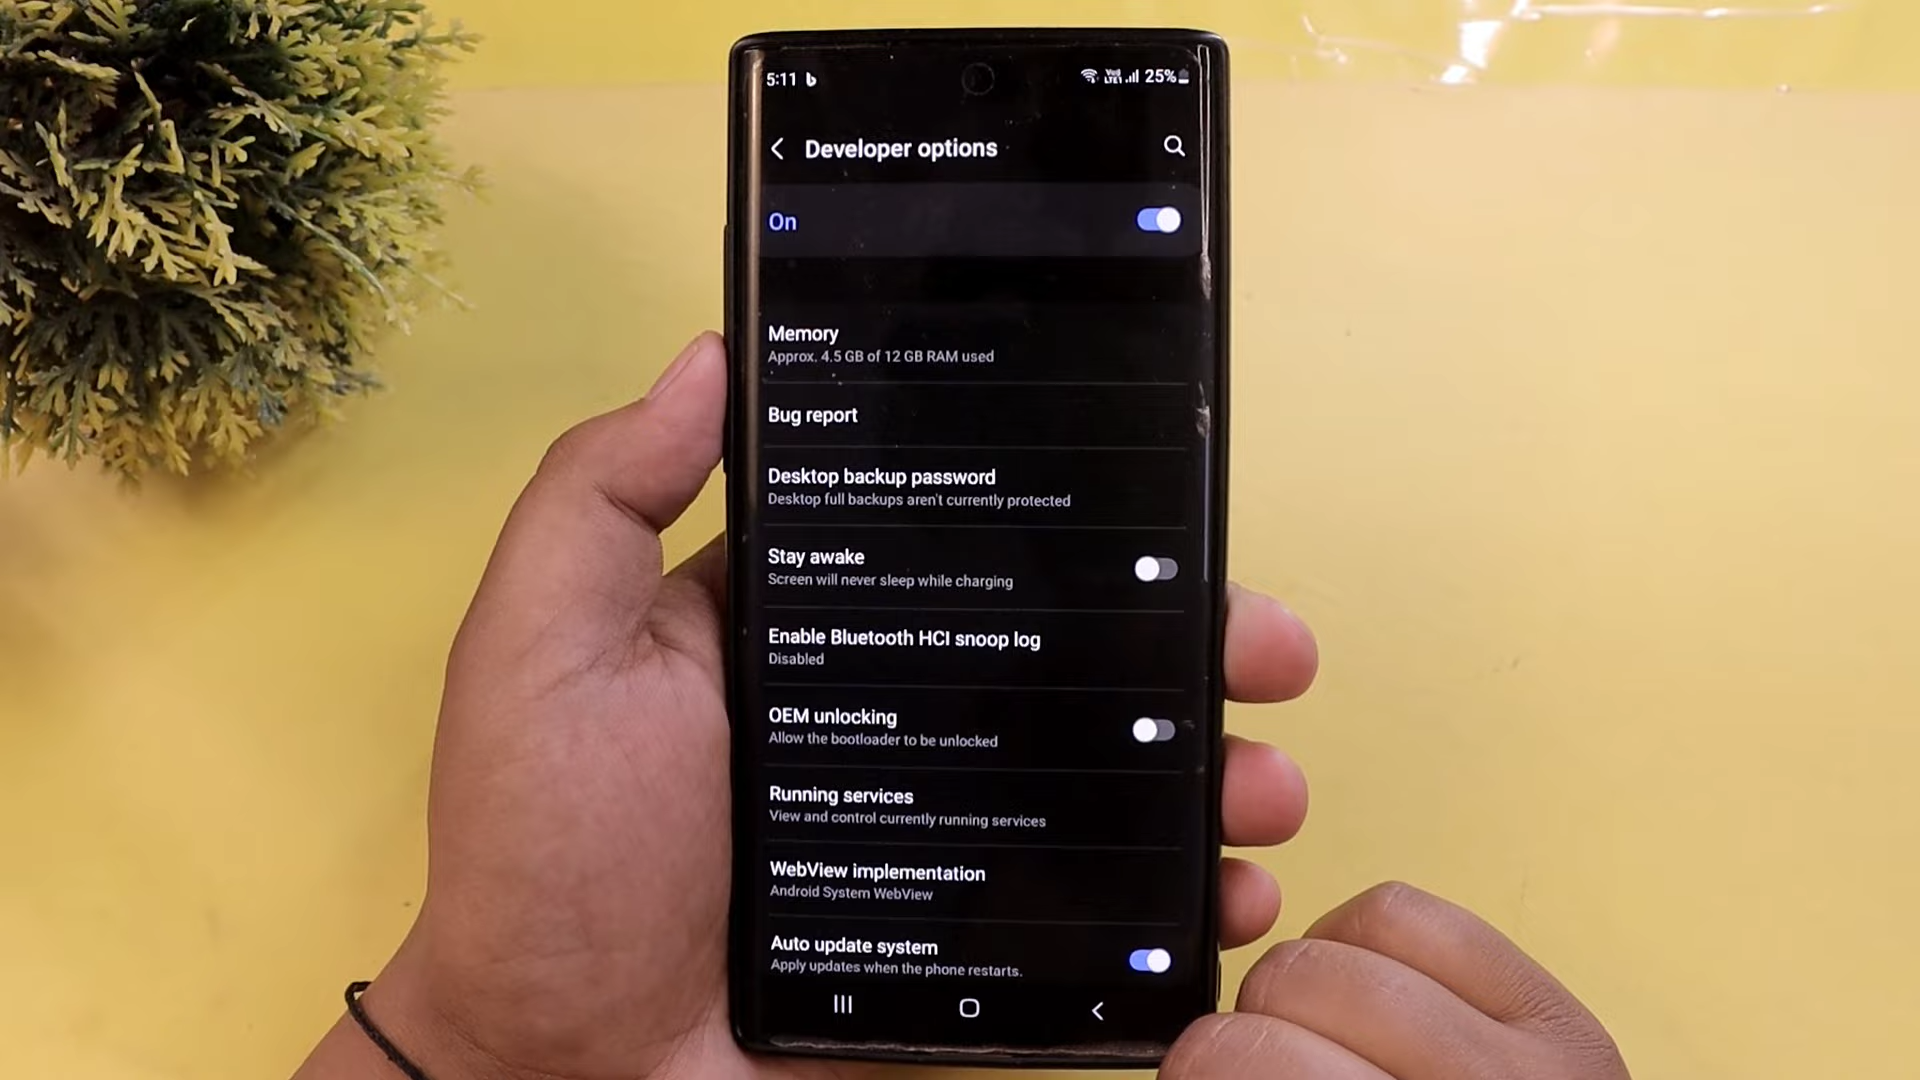 5:11
Vo)) LTE1 25%
Developer options
On
Memory
Approx. 4.5 GB of 12 GB RAM used
Bug report
Desktop backup password
Desktop full backups aren't currently protected
Stay awake
Screen will never sleep while charging
Enable Bluetooth HCI snoop log
Disabled
OEM unlocking
Allow the bootloader to be unlocked
Running services
View and control currently running services
WebView implementation
Android System WebView
Auto update system
Apply updates when the phone restarts.